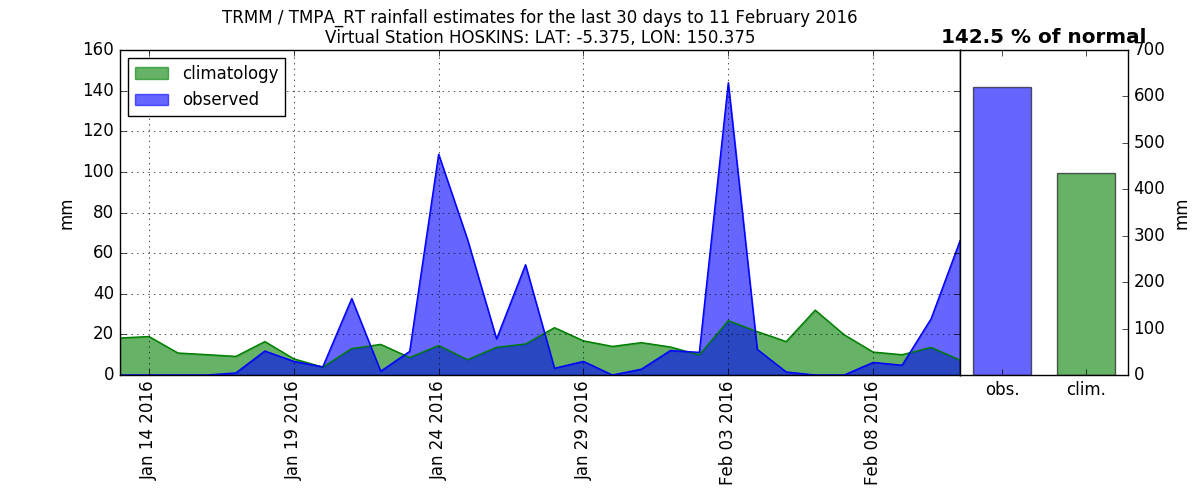 TRMM / TMPA_RT rainfall estimates for the last 30 days to 11 February 2016
Virtual Station HOSKINS: LAT: -5.375, LON: 150.375
142.5 % of normal
climatology
observed
mm
160
140
120
100
80
60
40
20
0
Jan 14 2016
Jan 19 2016
Jan 24 2016
Jan 29 2016
Feb 03 2016
Feb 08 2016
700
600
500
400
300
200
100
0
mm
obs.
clim.